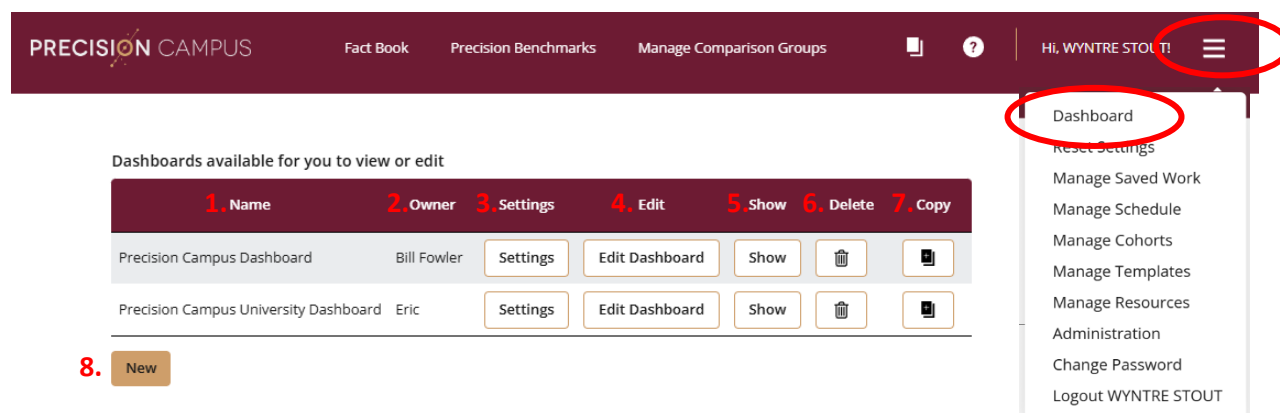 PRECISION CAMPUS Fact Book Precision Benchmarks Manage Comparison Groups ? Hi, WYNTRE STOUT!
Dashboard
Reset Settings
Manage Saved Work
Manage Schedule
Manage Cohorts
Manage Templates
Manage Resources
Administration
Change Password
Logout WYNTRE STOUT
Dashboards available for you to view or edit
1. Name 2. Owner 3. Settings 4. Edit 5. Show 6. Delete 7. Copy
Precision Campus Dashboard Bill Fowler Settings Edit Dashboard Show
Precision Campus University Dashboard Eric Settings Edit Dashboard Show
8. New